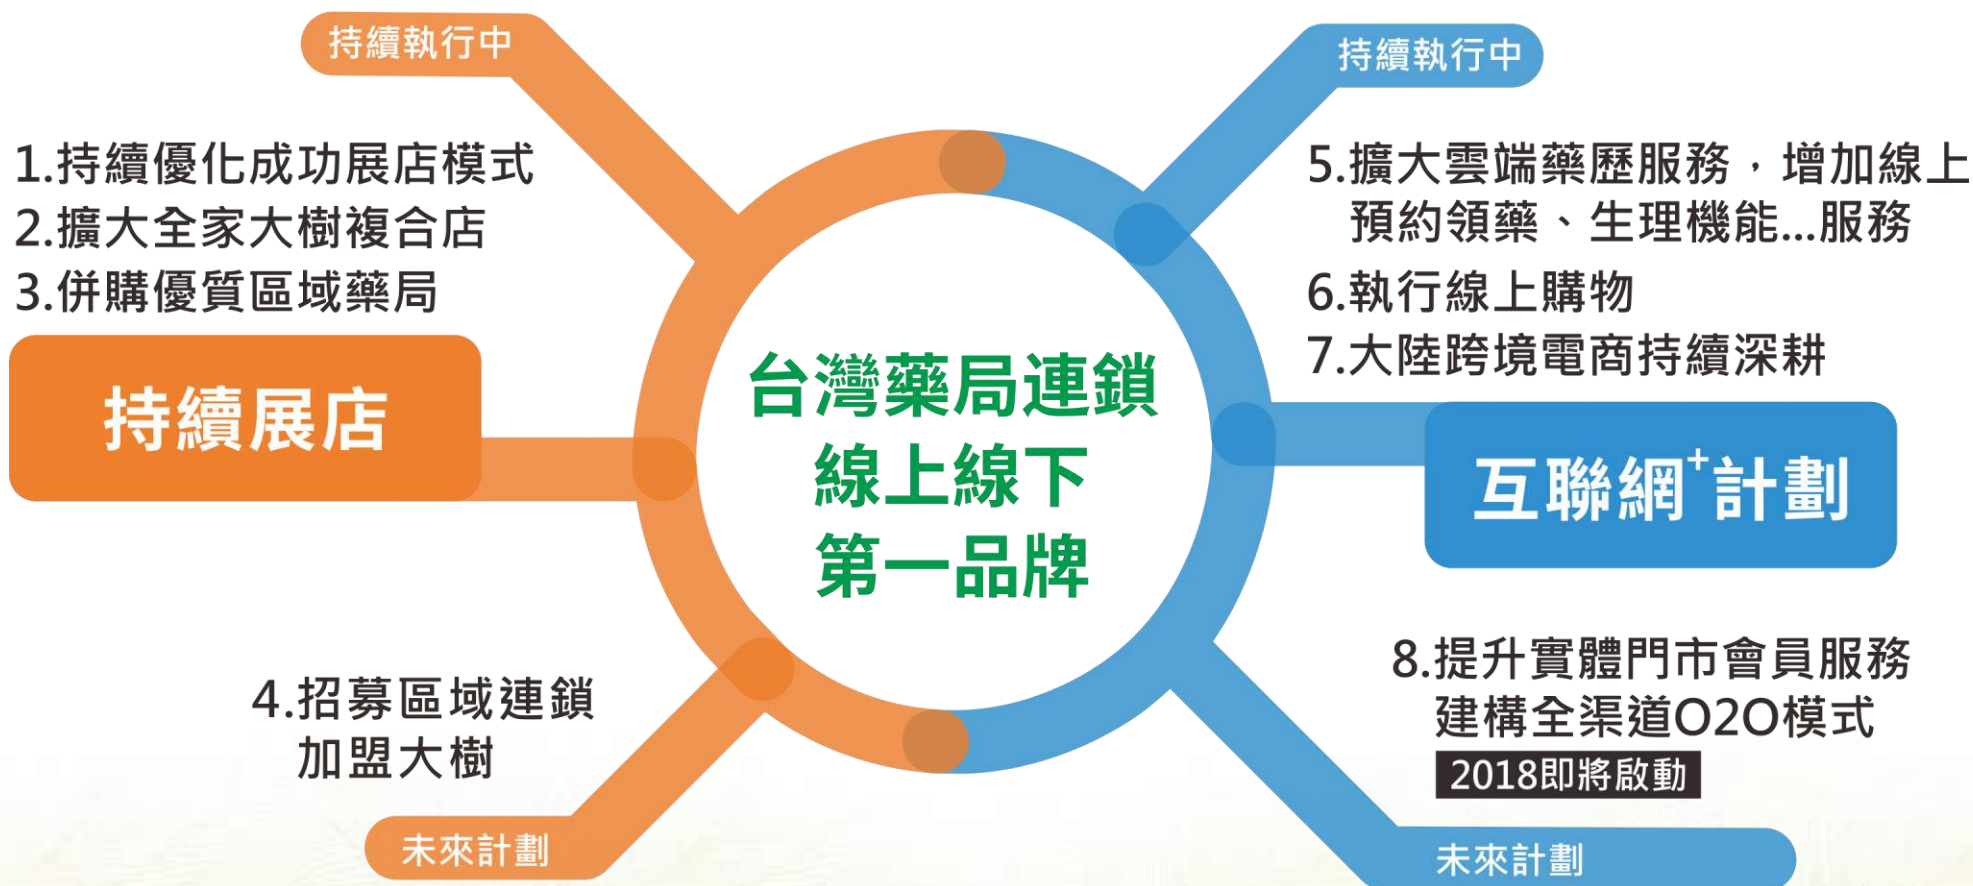 持續執行中
1.持續優化成功展店模式
2.擴大全家大樹複合店
3.併購優質區域藥局
持續展店
4.招募區域連鎖
加盟大樹
未來計劃
台灣藥局連鎖
線上線下
第一品牌
持續執行中
5.擴大雲端藥歷服務，增加線上
預約領藥、生理機能...服務
6.執行線上購物
7.大陸跨境電商持續深耕
互聯網+計劃
8.提升實體門市會員服務
建構全渠道O2O模式
2018即將啟動
未來計劃